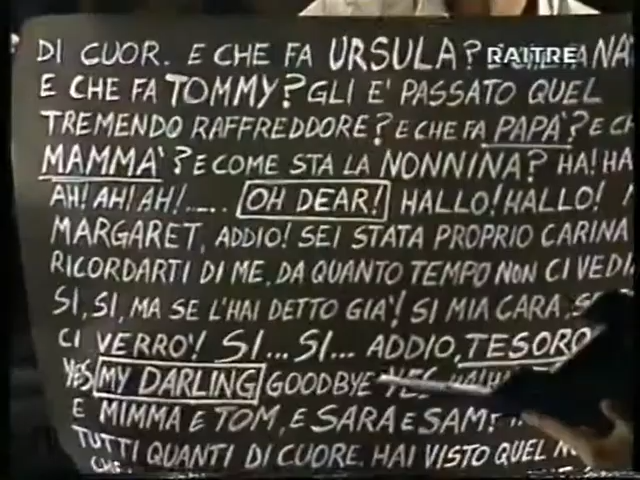 DI CUOR. E CHE FA URSULA? RAITRE NA
E CHE FA TOMMY? GLI E' PASSATO QUEL
TREMENDO RAFFREDDORE? E CHE FA PAPA'? E C
MAMMA'? E COME STA LA NONNINA? HA! HA
AH! AH! AH!..... OH DEAR! HALLO! HALLO!
MARGARET, ADDIO! SEI STATA PROPRIO CARINA
RICORDARTI DI ME. DA QUANTO TEMPO NON CI VEDI
SI, SI, MA SE L'HAI DETTO GIA'! SI MIA CARA,
CI VERRO'! SI... SI... ADDIO, TESORO
YES MY DARLING GOODBYE YES
E MIMMA E TOM, E SARA E SAM
TUTTI QUANTI DI CUORE. HAI VISTO QUEL
CHE